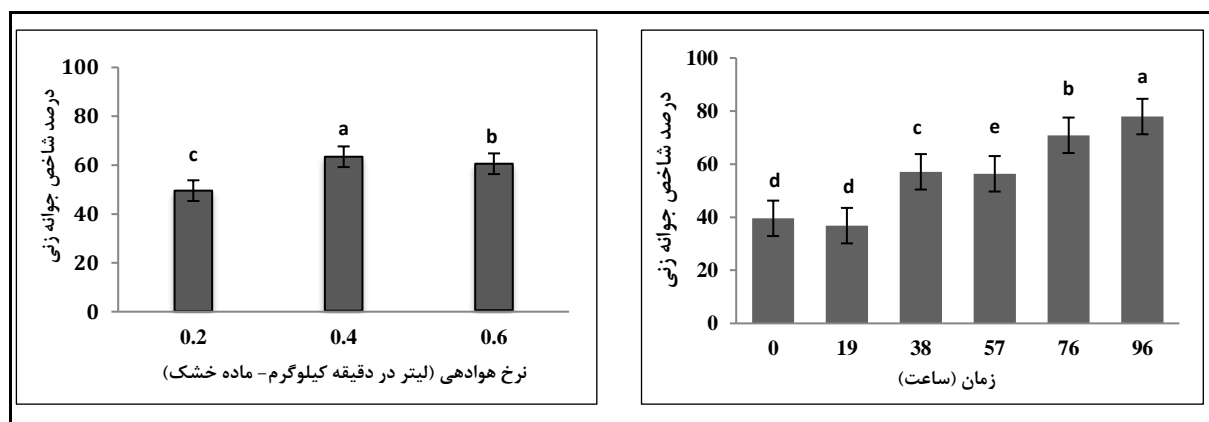 درصد شاخص جوانه زنی
100
80
60
40
20
0
c
a
b
0.2 0.4 0.6
نرخ هوادهی (لیتر در دقیقه کیلوگرم- ماده خشک)
درصد شاخص جوانه زنی
100
80
60
40
20
0
d
d
c
e
b
a
0 19 38 57 76 96
زمان (ساعت)